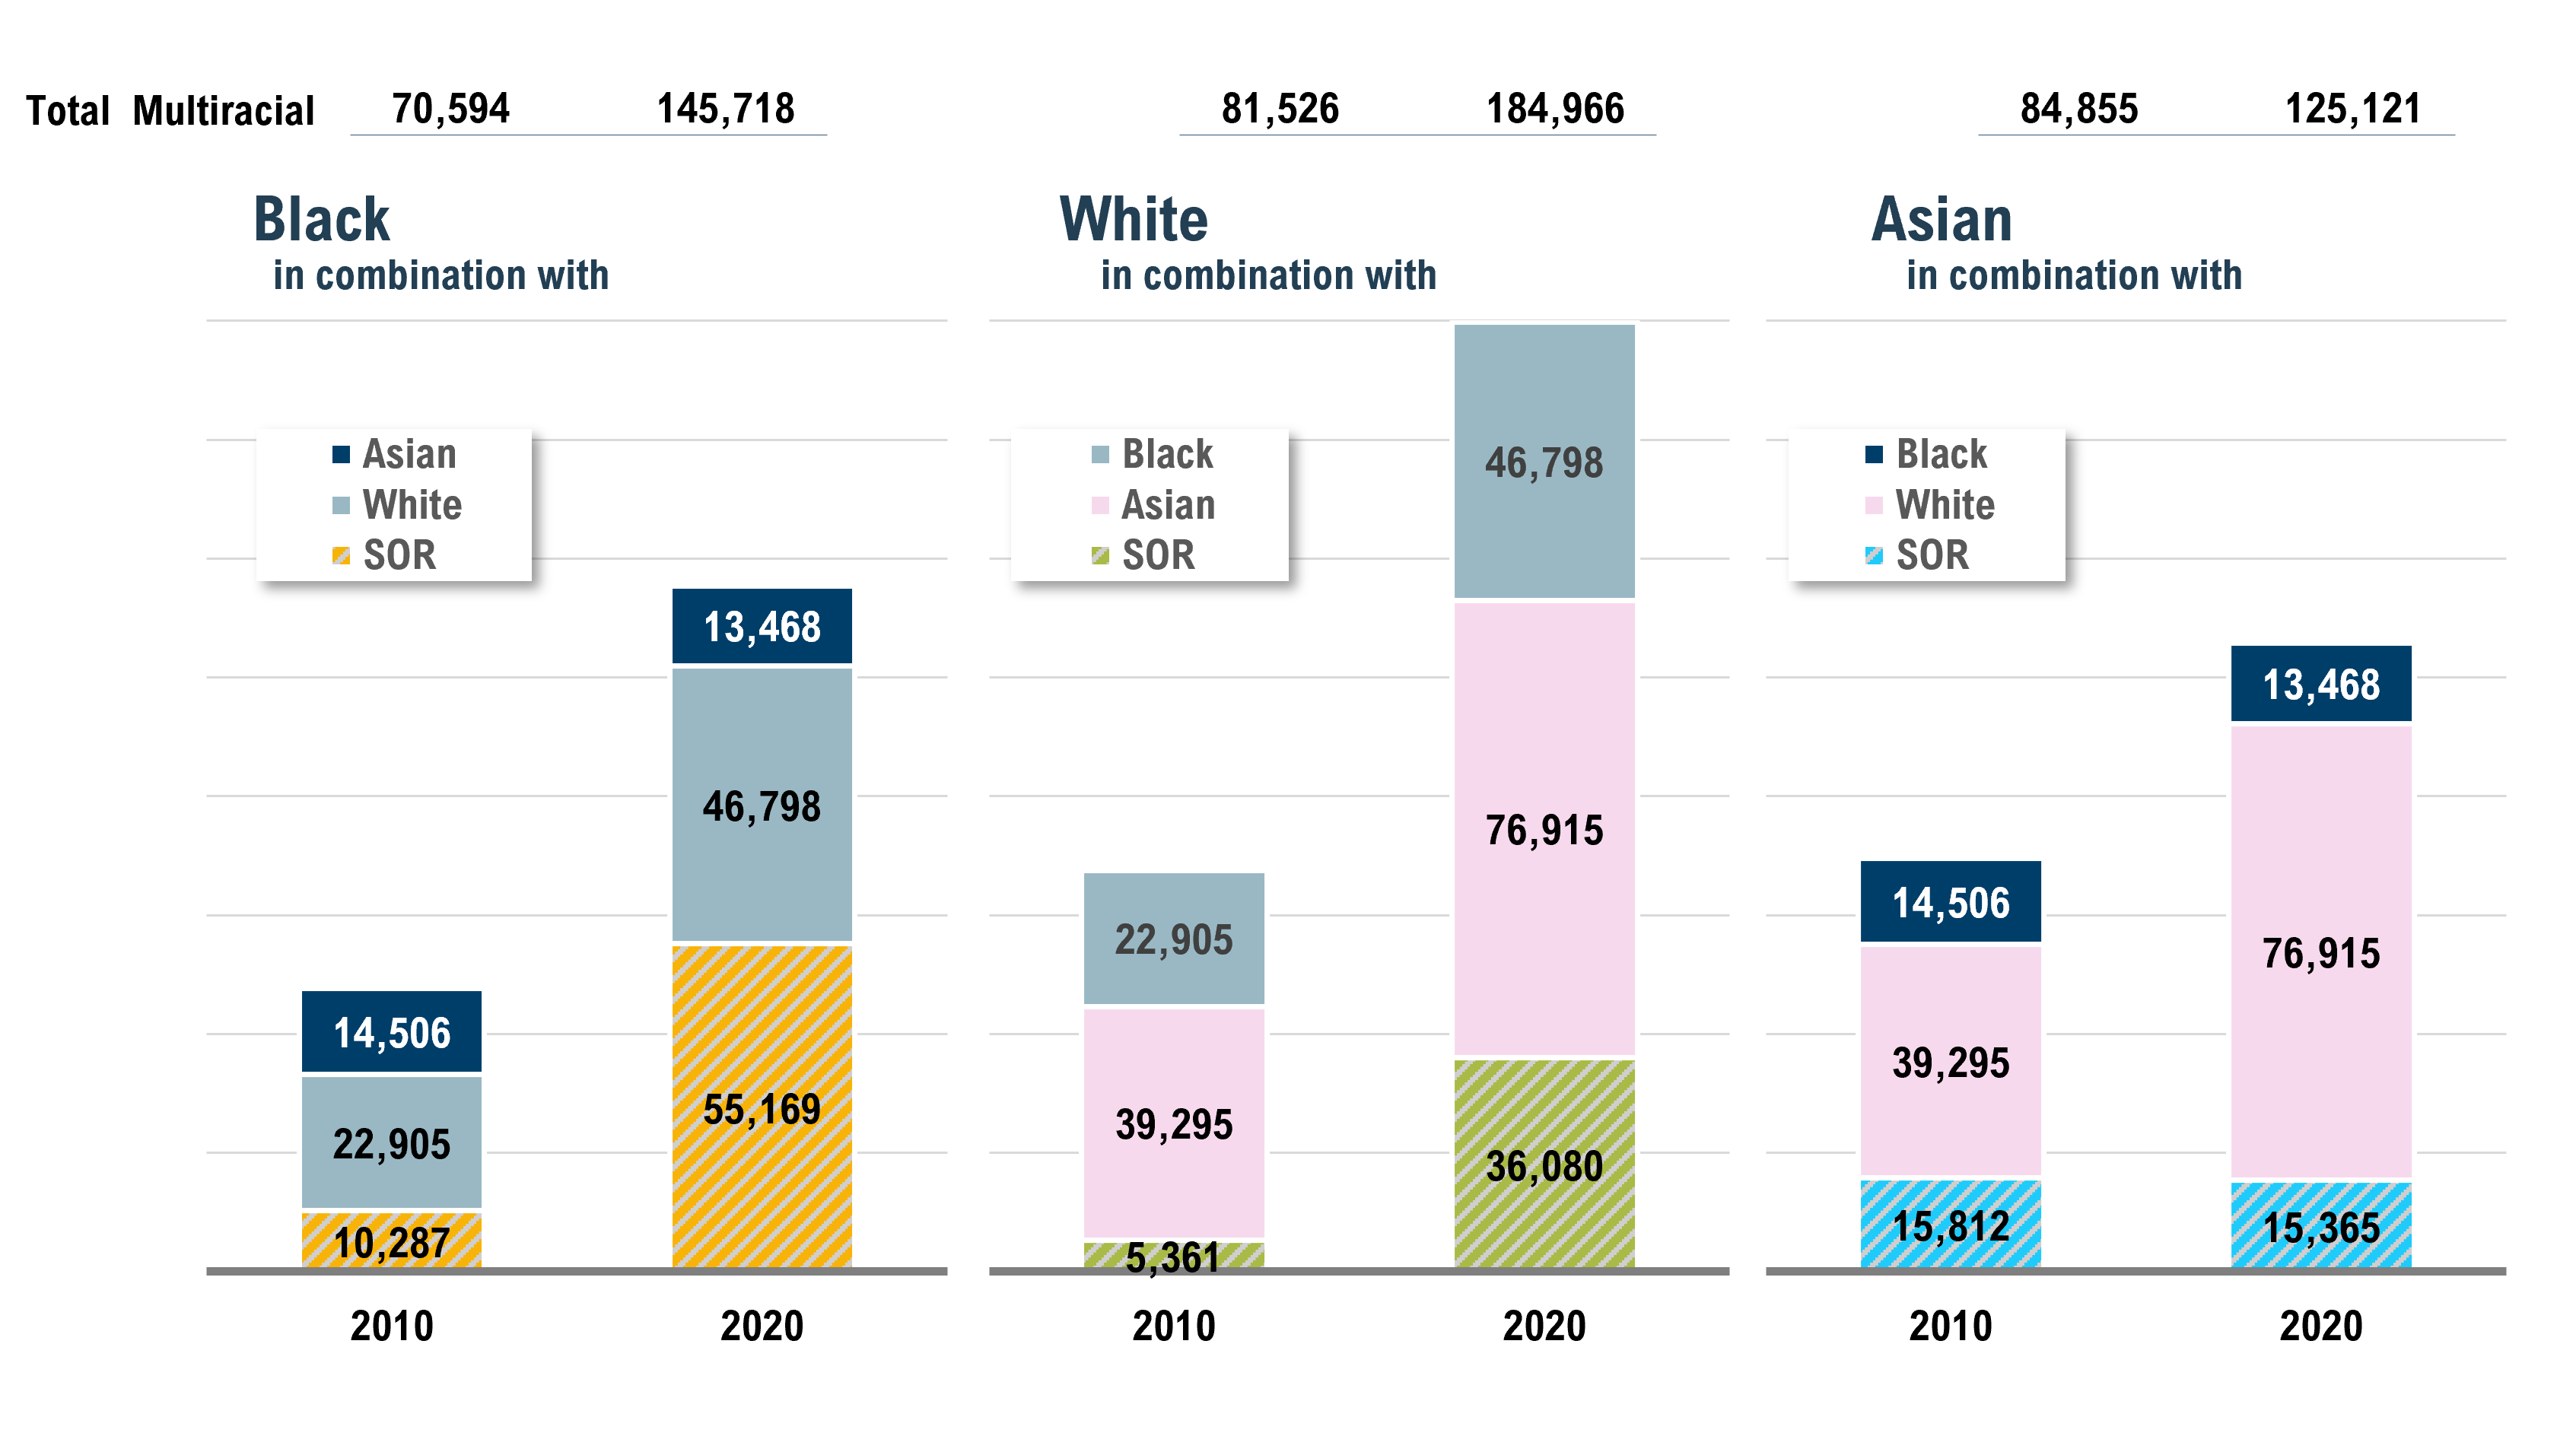 Total Multiracial 70,594 145,718 81,526 184,966 84,855 125,121
Black
in combination with
Asian
White
SOR
13,468
46,798
55,169
14,506
22,905
10,287
2010 2020
White
in combination with
Black
Asian
SOR
46,798
76,915
36,080
22,905
39,295
5,361
2010 2020
Asian
in combination with
Black
White
SOR
13,468
76,915
15,365
14,506
39,295
15,812
2010 2020